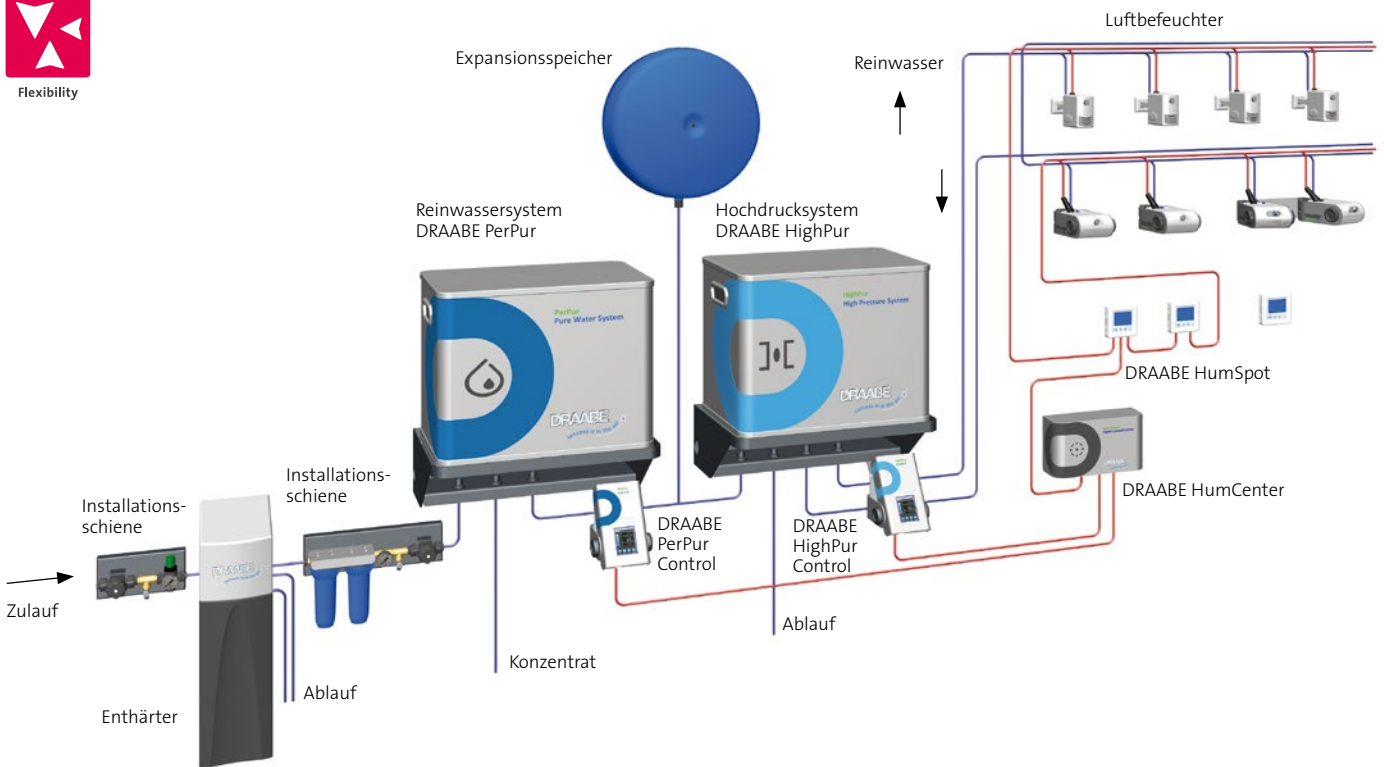 Flexibility
Luftbefeuchter
Expansionsspeicher
Reinwasser
Reinwassersystem
DRAABE PerPur
Hochdrucksystem
DRAABE HighPur
PerPur
Pure Water System
HighPur
High Pressure System
DRAABE
DRAABE
DRAABE HumSpot
DRAABE HumCenter
Installations-
schiene
Installations-
schiene
DRAABE
PerPur
Control
DRAABE
HighPur
Control
DRAABE
Zulauf
Ablauf
Konzentrat
Ablauf
Enthärter